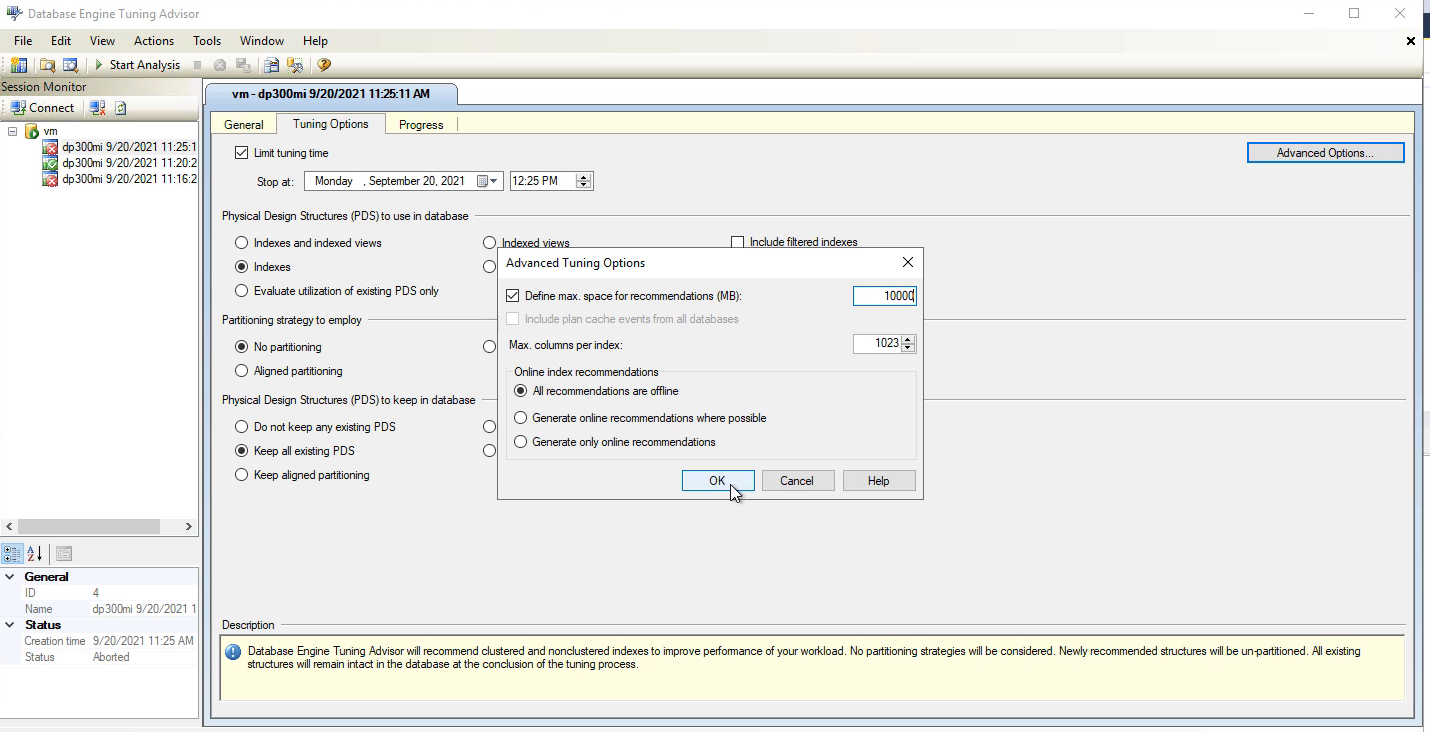 Database Engine Tuning Advisor
File Edit View Actions Tools Window Help
Start Analysis
Session Monitor
Connect
vm
dp300mi 9/20/2021 11:25:1
dp300mi 9/20/2021 11:20:2
dp300mi 9/20/2021 11:16:2
General
ID 4
Name dp300mi 9/20/2021 1
Status
Creation time 9/20/2021 11:25 AM
Status Aborted
vm - dp300mi 9/20/2021 11:25:11 AM
General Tuning Options Progress
Limit tuning time
Advanced Options...
Stop at: Monday , September 20, 2021 12:25 PM
Physical Design Structures (PDS) to use in database
Indexes and indexed views Indexed views Include filtered indexes
Indexes
Evaluate utilization of existing PDS only
Partitioning strategy to employ
No partitioning
Aligned partitioning
Physical Design Structures (PDS) to keep in database
Do not keep any existing PDS
Keep all existing PDS
Keep aligned partitioning
Advanced Tuning Options
Define max. space for recommendations (MB): 10000
Include plan cache events from all databases
Max. columns per index: 1023
Online index recommendations
All recommendations are offline
Generate online recommendations where possible
Generate only online recommendations
OK Cancel Help
Description
Database Engine Tuning Advisor will recommend clustered and nonclustered indexes to improve performance of your workload. No partitioning strategies will be considered. Newly recommended structures will be un-partitioned. All existing
structures will remain intact in the database at the conclusion of the tuning process.